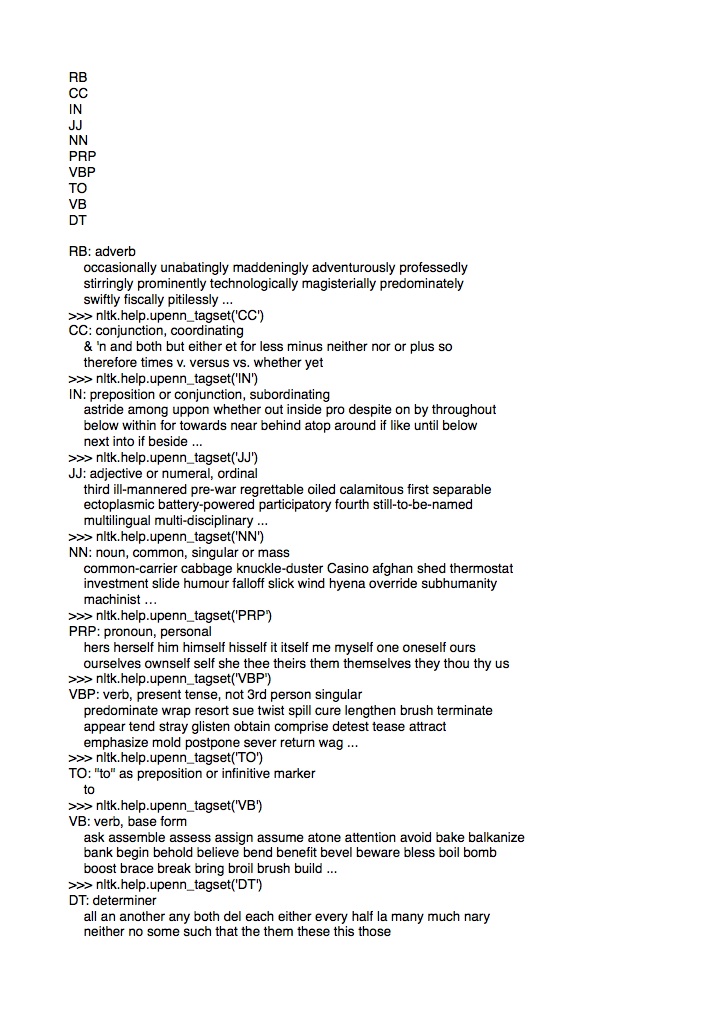 RB
CC
IN
JJ
NN
PRP
VBP
TO
VB
DT
RB: adverb
occasionally unabatingly maddeningly adventurously professedly
stirringly prominently technologically magisterially predominately
swiftly fiscally pitilessly ...
>>> nltk.help.upenn_tagset('CC')
CC: conjunction, coordinating
& 'n and both but either et for less minus neither nor or plus so
therefore times v. versus vs. whether yet
>>> nltk.help.upenn_tagset('IN')
IN: preposition or conjunction, subordinating
astride among uppon whether out inside pro despite on by throughout
below within for towards near behind atop around if like until below
next into if beside ...
>>> nltk.help.upenn_tagset('JJ')
JJ: adjective or numeral, ordinal
third ill-mannered pre-war regrettable oiled calamitous first separable
ectoplasmic battery-powered participatory fourth still-to-be-named
multilingual multi-disciplinary ...
>>> nltk.help.upenn_tagset('NN')
NN: noun, common, singular or mass
common-carrier cabbage knuckle-duster Casino afghan shed thermostat
investment slide humour falloff slick wind hyena override subhumanity
machinist …
>>> nltk.help.upenn_tagset('PRP')
PRP: pronoun, personal
hers herself him himself hisself it itself me myself one oneself ours
ourselves ownself self she thee theirs them themselves they thou thy us
>>> nltk.help.upenn_tagset('VBP')
VBP: verb, present tense, not 3rd person singular
predominate wrap resort sue twist spill cure lengthen brush terminate
appear tend stray glisten obtain comprise detest tease attract
emphasize mold postpone sever return wag ...
>>> nltk.help.upenn_tagset('TO')
TO: "to" as preposition or infinitive marker
to
>>> nltk.help.upenn_tagset('VB')
VB: verb, base form
ask assemble assess assign assume atone attention avoid bake balkanize
bank begin behold believe bend benefit bevel beware bless boil bomb
boost brace break bring broil brush build ...
>>> nltk.help.upenn_tagset('DT')
DT: determiner
all an another any both del each either every half la many much nary
neither no some such that the them these this those